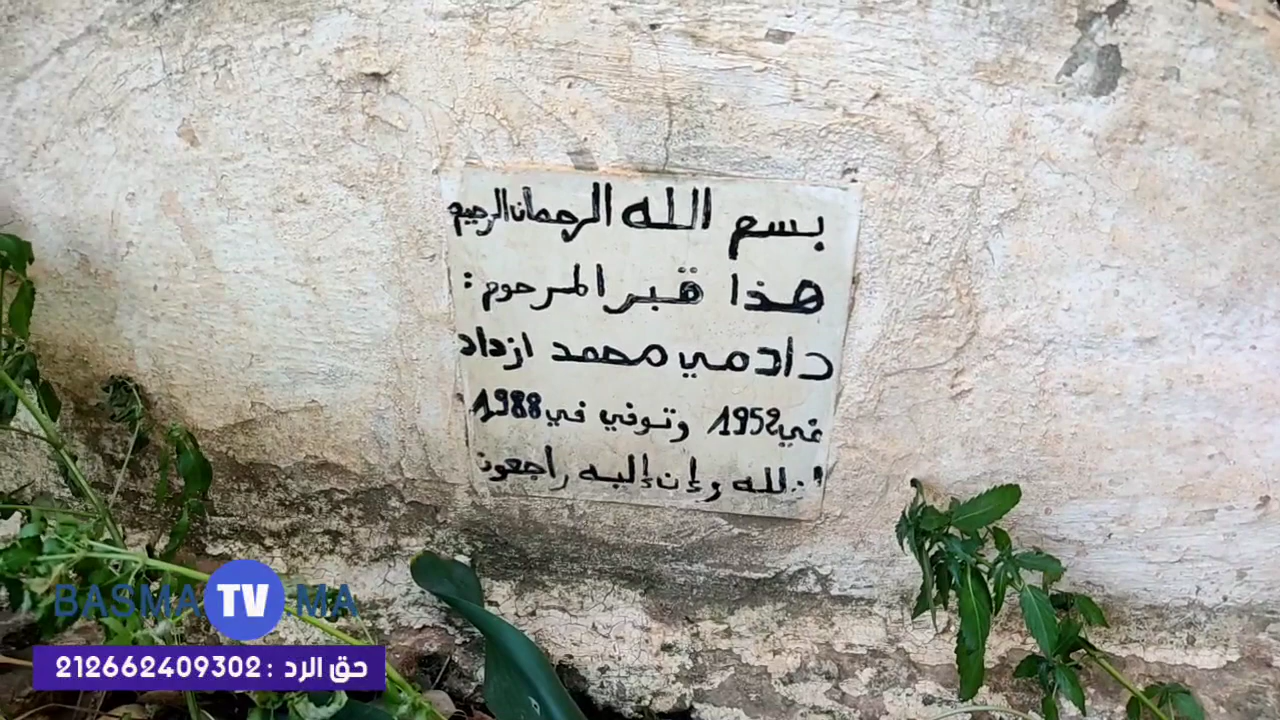 بسم الله الرحمان الرحيم
هذا قبر المرحوم :
دادمي محمد ازداد
في 1952 وتوفي في 1988
انا لله وإن إليه راجعون
BASMA TV MA
حق الرد : 212662409302